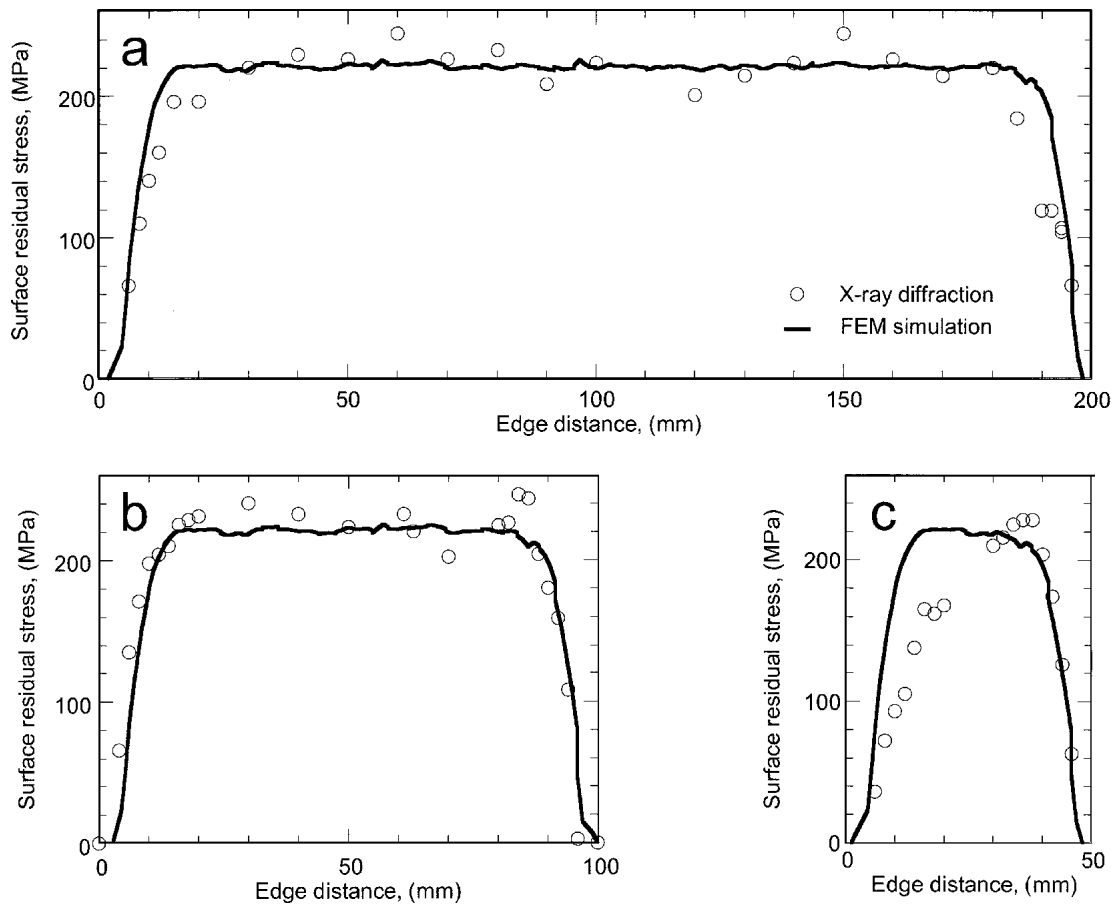 a
Surface residual stress, (MPa)
200
100
0
0 50 100 150 200
Edge distance, (mm)
X-ray diffraction
FEM simulation
b
Surface residual stress, (MPa)
200
100
0
0 50 100
Edge distance, (mm)
c
Surface residual stress, (MPa)
200
100
0
0 50
Edge distance, (mm)